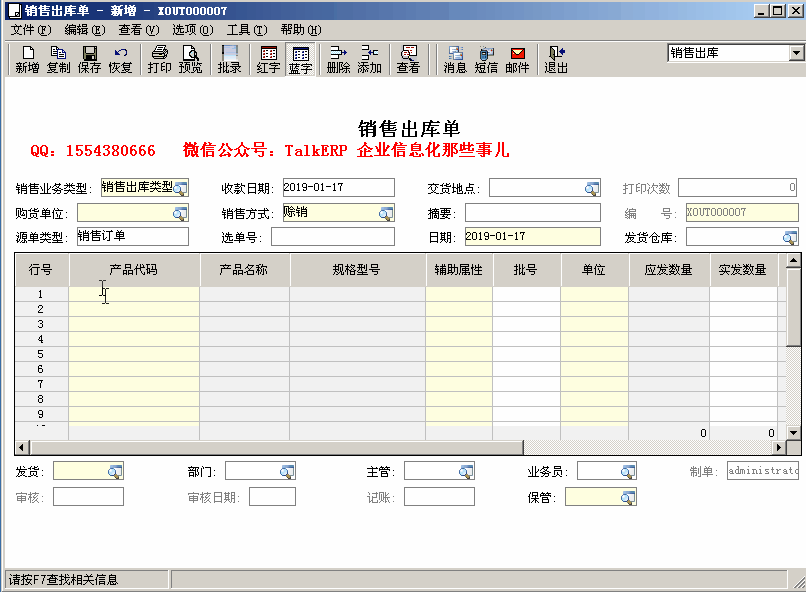 销售出库单 - 新增 - XOUT000007
文件(F) 编辑(E) 查看(V) 选项(O) 工具(T) 帮助(H)
新增 复制 保存 恢复 打印 预览 批录 红字 蓝字 删除 添加 查看 消息 短信 邮件 退出 销售出库
销售出库单
QQ: 1554380666 微信公众号: TalkERP 企业信息化那些事儿
销售业务类型: 销售出库类型 收款日期: 2019-01-17 交货地点: 打印次数 0
购货单位: 销售方式: 赊销 摘要: 编 号: XOUT000007
源单类型: 销售订单 选单号: 日期: 2019-01-17 发货仓库:
行号 产品代码 产品名称 规格型号 辅助属性 批号 单位 应发数量 实发数量
1
2
3
4
5
6
7
8
9
0 0
发货: 部门: 主管: 业务员: 制单: administrato
审核: 审核日期: 记账: 保管:
请按F7查找相关信息